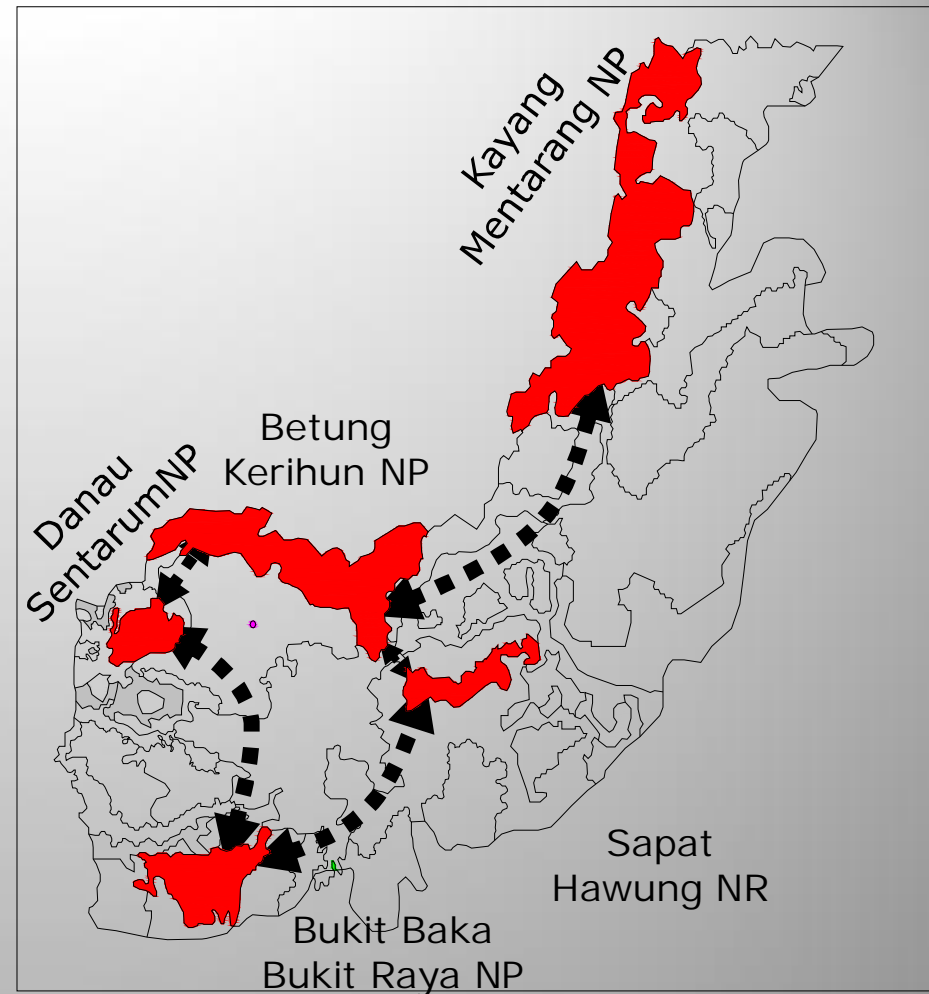 Kayang
Mentarang NP
Betung
Kerihun NP
Danau
SentarumNP
Sapat
Hawung NR
Bukit Baka
Bukit Raya NP